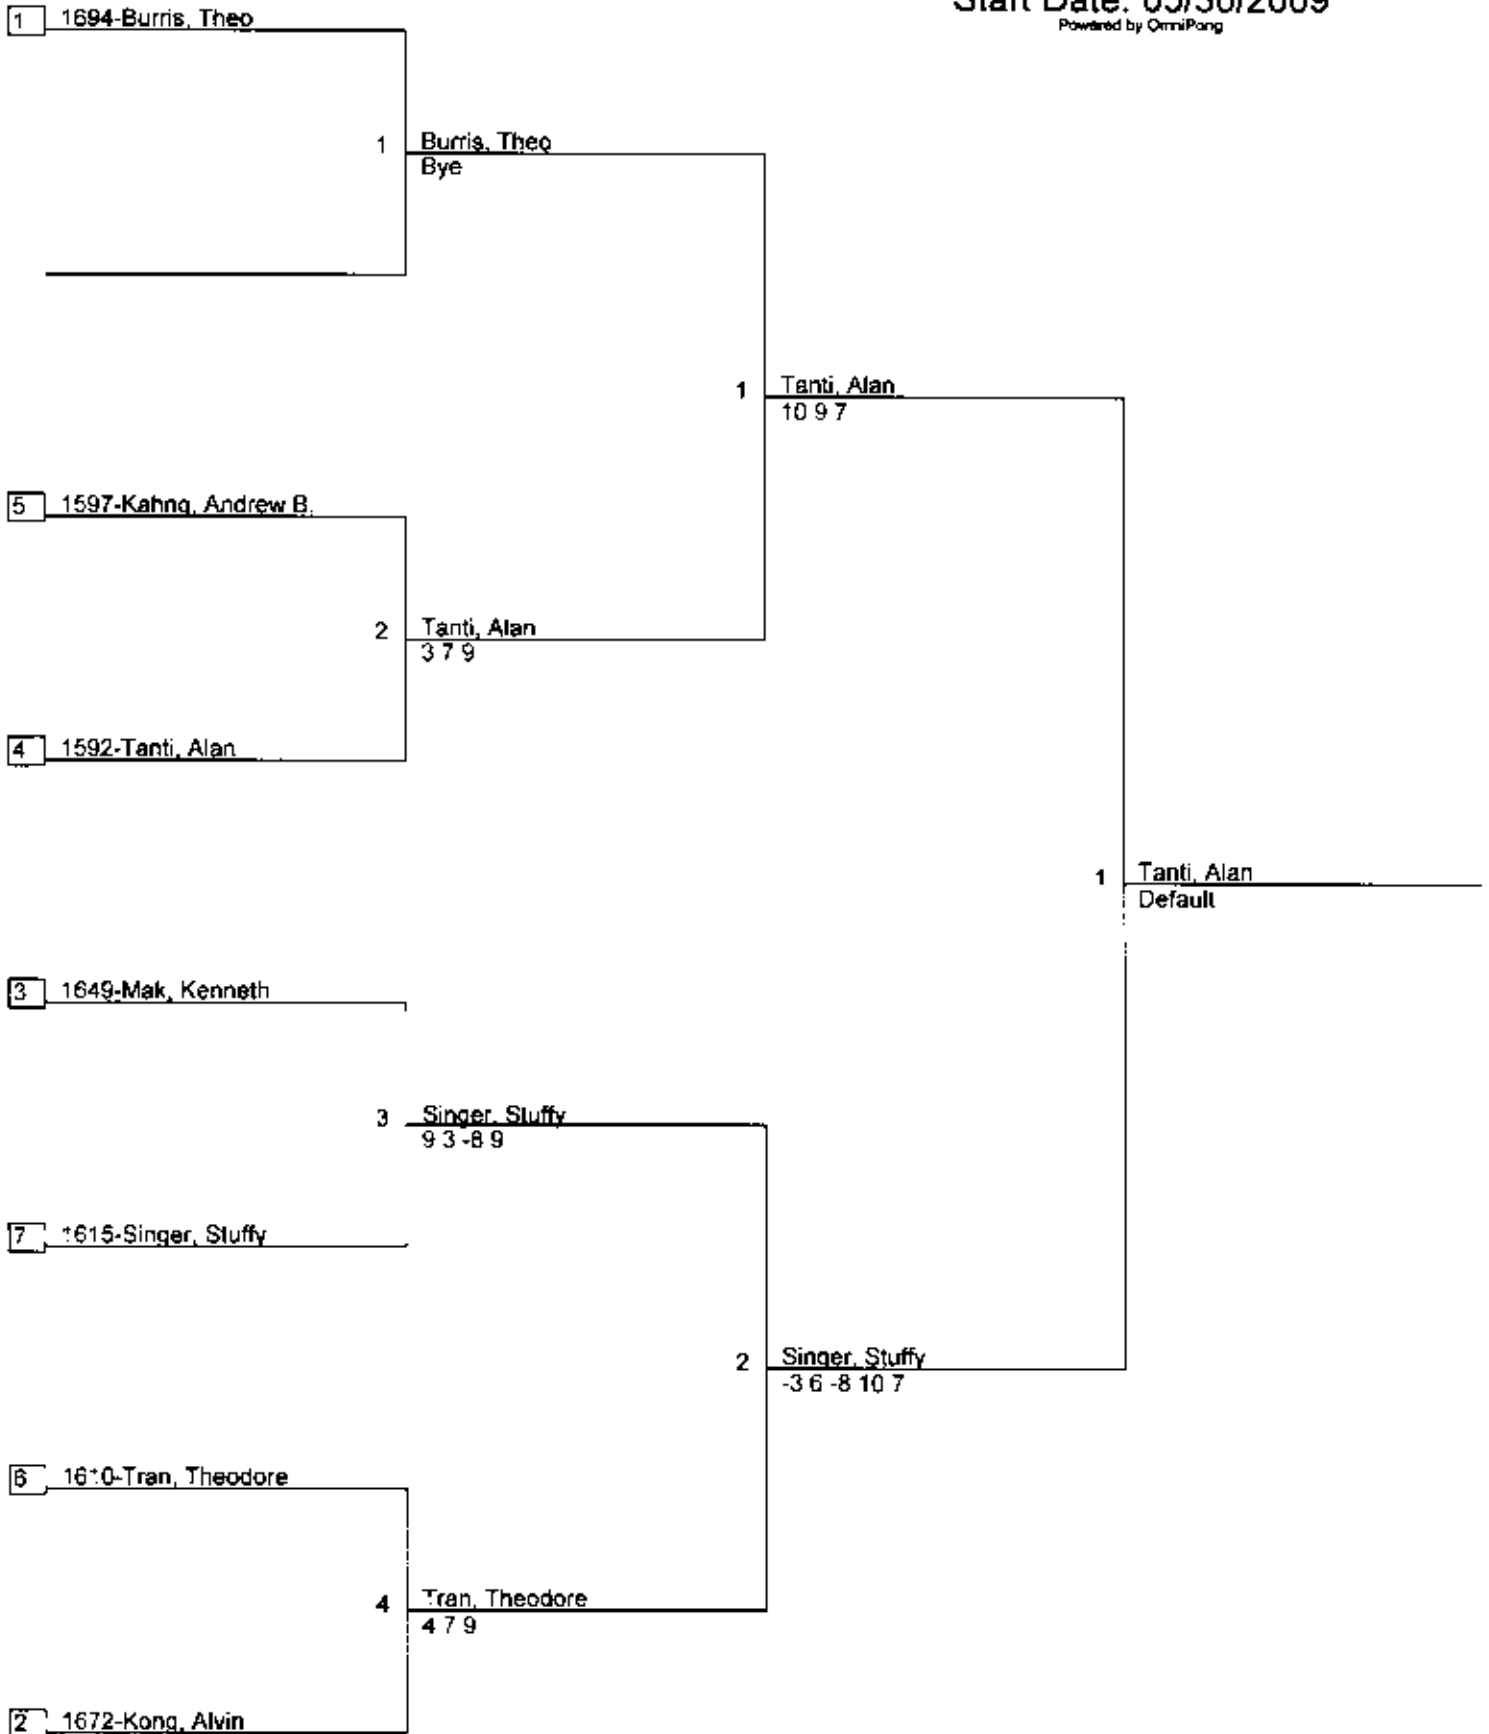 Start Date: 05/30/2009
Powered by OmniPong
1 1694-Burris, Theo
1 Burris, Theo
Bye
1 Tanti, Alan
10 9 7
5 1597-Kahng, Andrew B.
2 Tanti, Alan
3 7 9
4 1592-Tanti, Alan
1 Tanti, Alan
Default
3 1649-Mak, Kenneth
3 Singer, Stuffy
9 3 -8 9
7 1615-Singer, Stuffy
2 Singer, Stuffy
-3 6 -8 10 7
6 1610-Tran, Theodore
4 Tran, Theodore
4 7 9
2 1672-Kong, Alvin